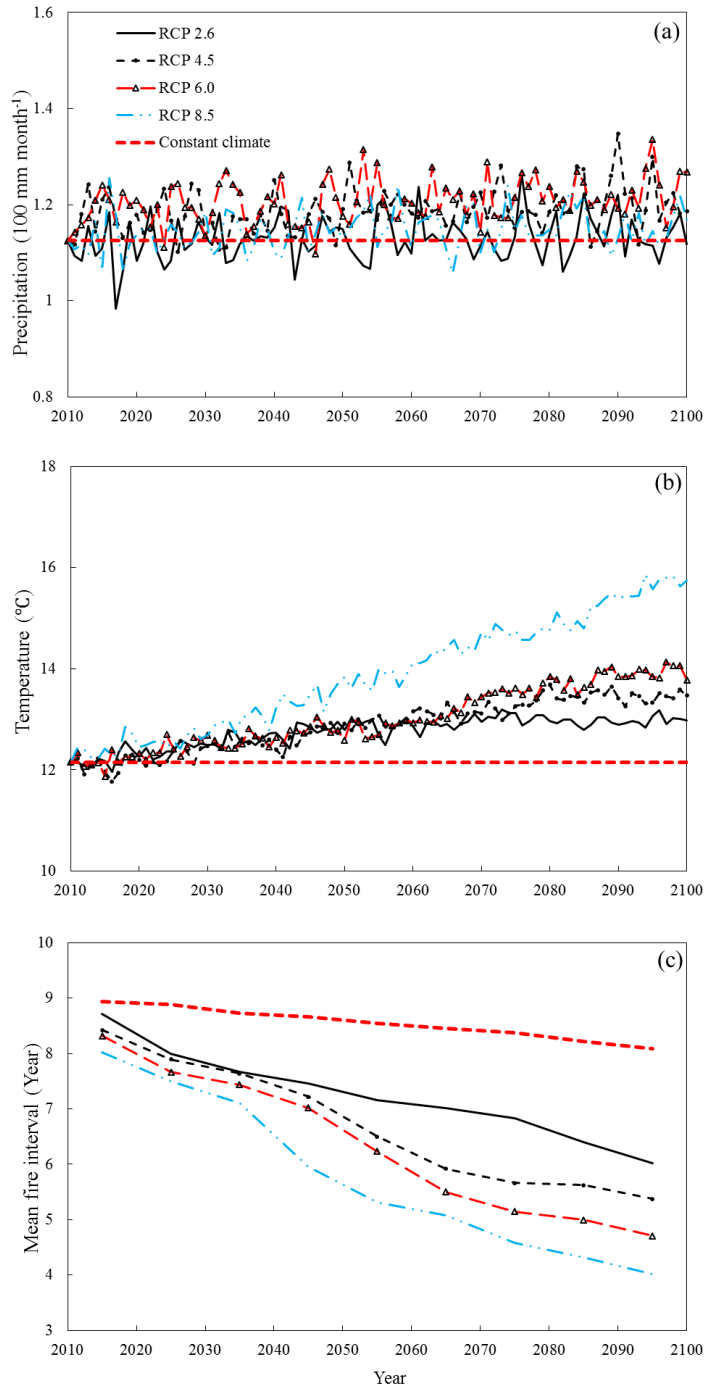 (a)
RCP 2.6
RCP 4.5
RCP 6.0
RCP 8.5
Constant climate
Precipitation (100 mm month⁻¹)
1.6
1.4
1.2
1
0.8
2010 2020 2030 2040 2050 2060 2070 2080 2090 2100
(b)
Temperature (℃)
18
16
14
12
10
2010 2020 2030 2040 2050 2060 2070 2080 2090 2100
(c)
Mean fire interval (Year)
10
9
8
7
6
5
4
3
2010 2020 2030 2040 2050 2060 2070 2080 2090 2100
Year